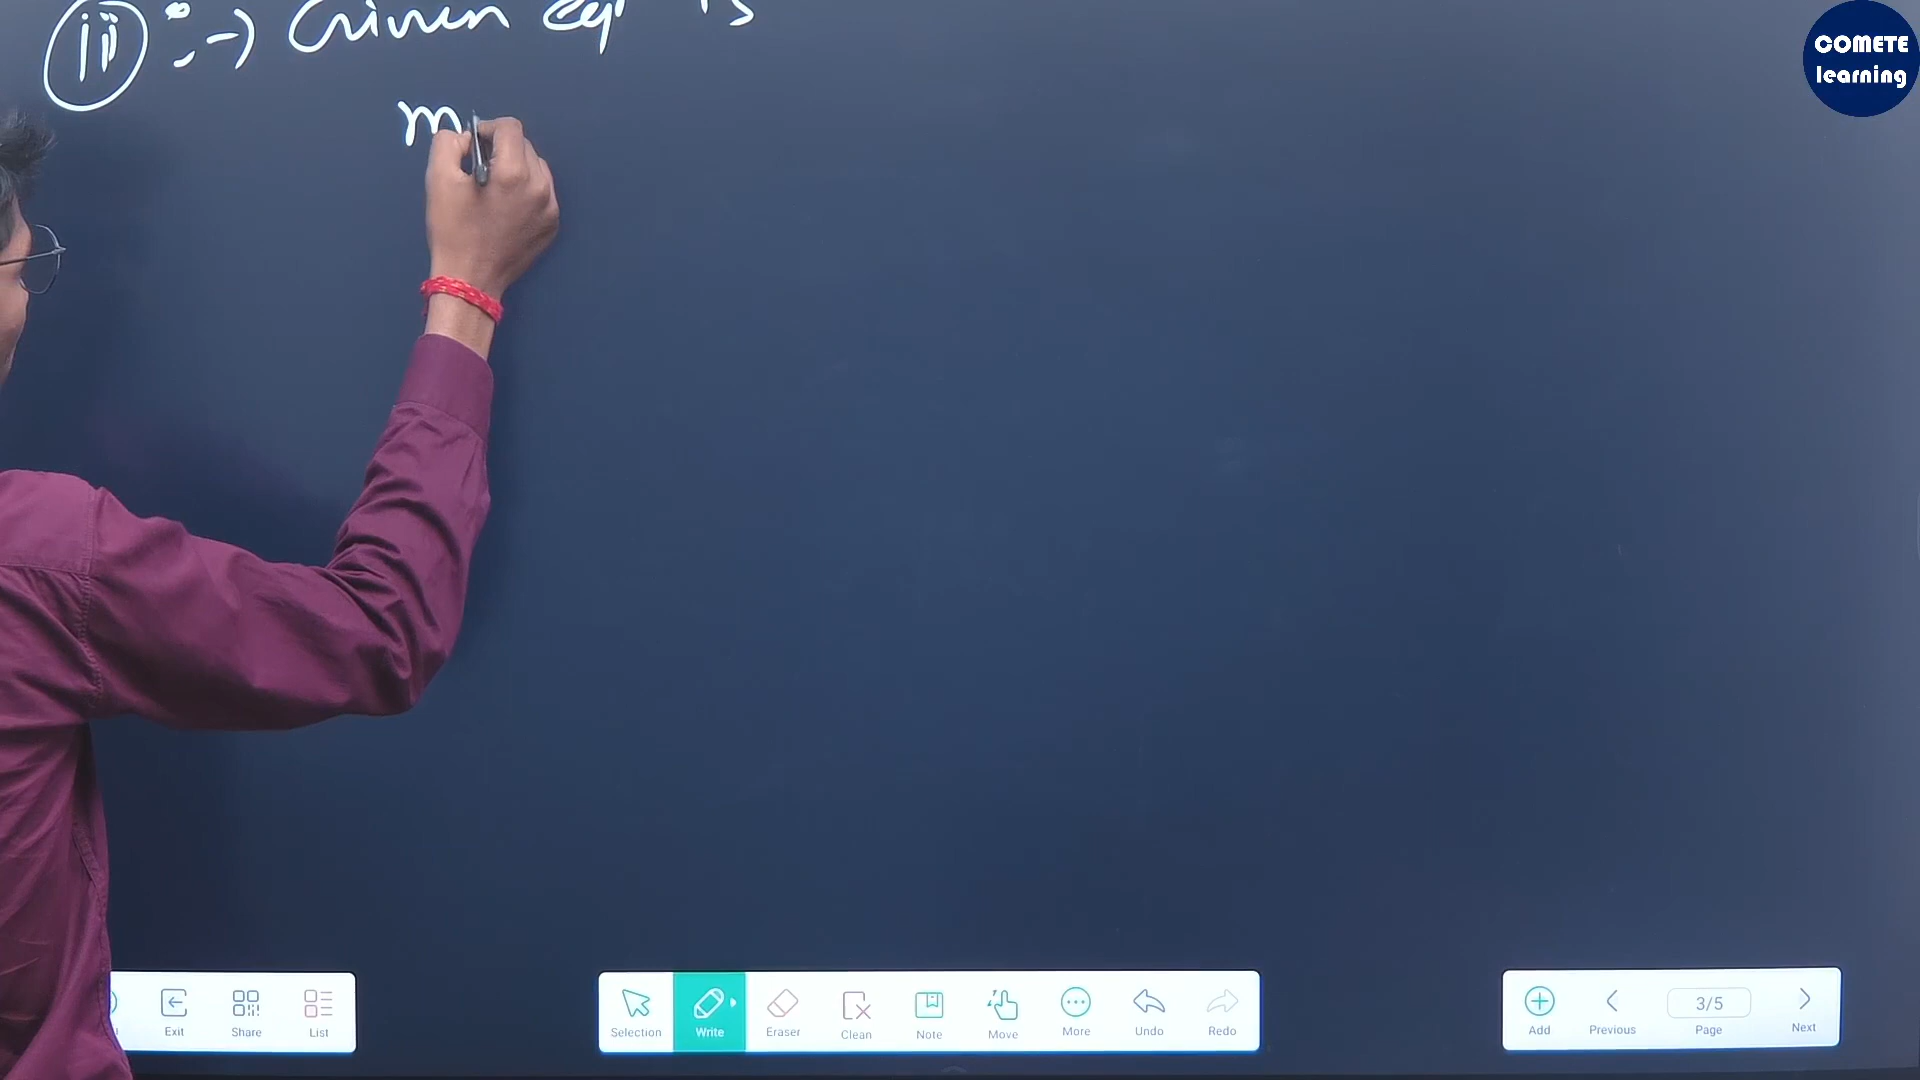 (ii) :-) Given Eqn is
m
COMETE
learning
Exit Share List
Selection Write Eraser Clean Note Move More Undo Redo
Add Previous 3/5 Page Next